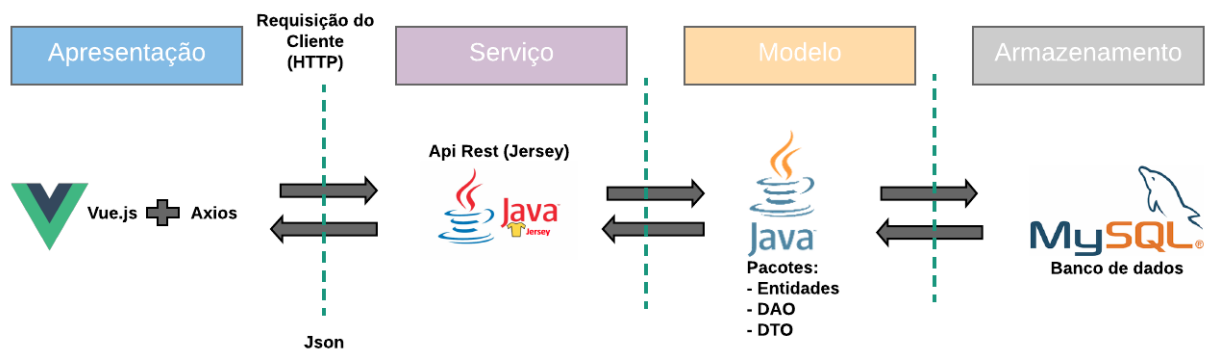 Requisição do
Cliente
(HTTP)
Apresentação
Serviço
Modelo
Armazenamento
Api Rest (Jersey)
Vue.js
Axios
Java
Jersey
Java
MySQL®
Pacotes:
- Entidades
- DAO
- DTO
Banco de dados
Json